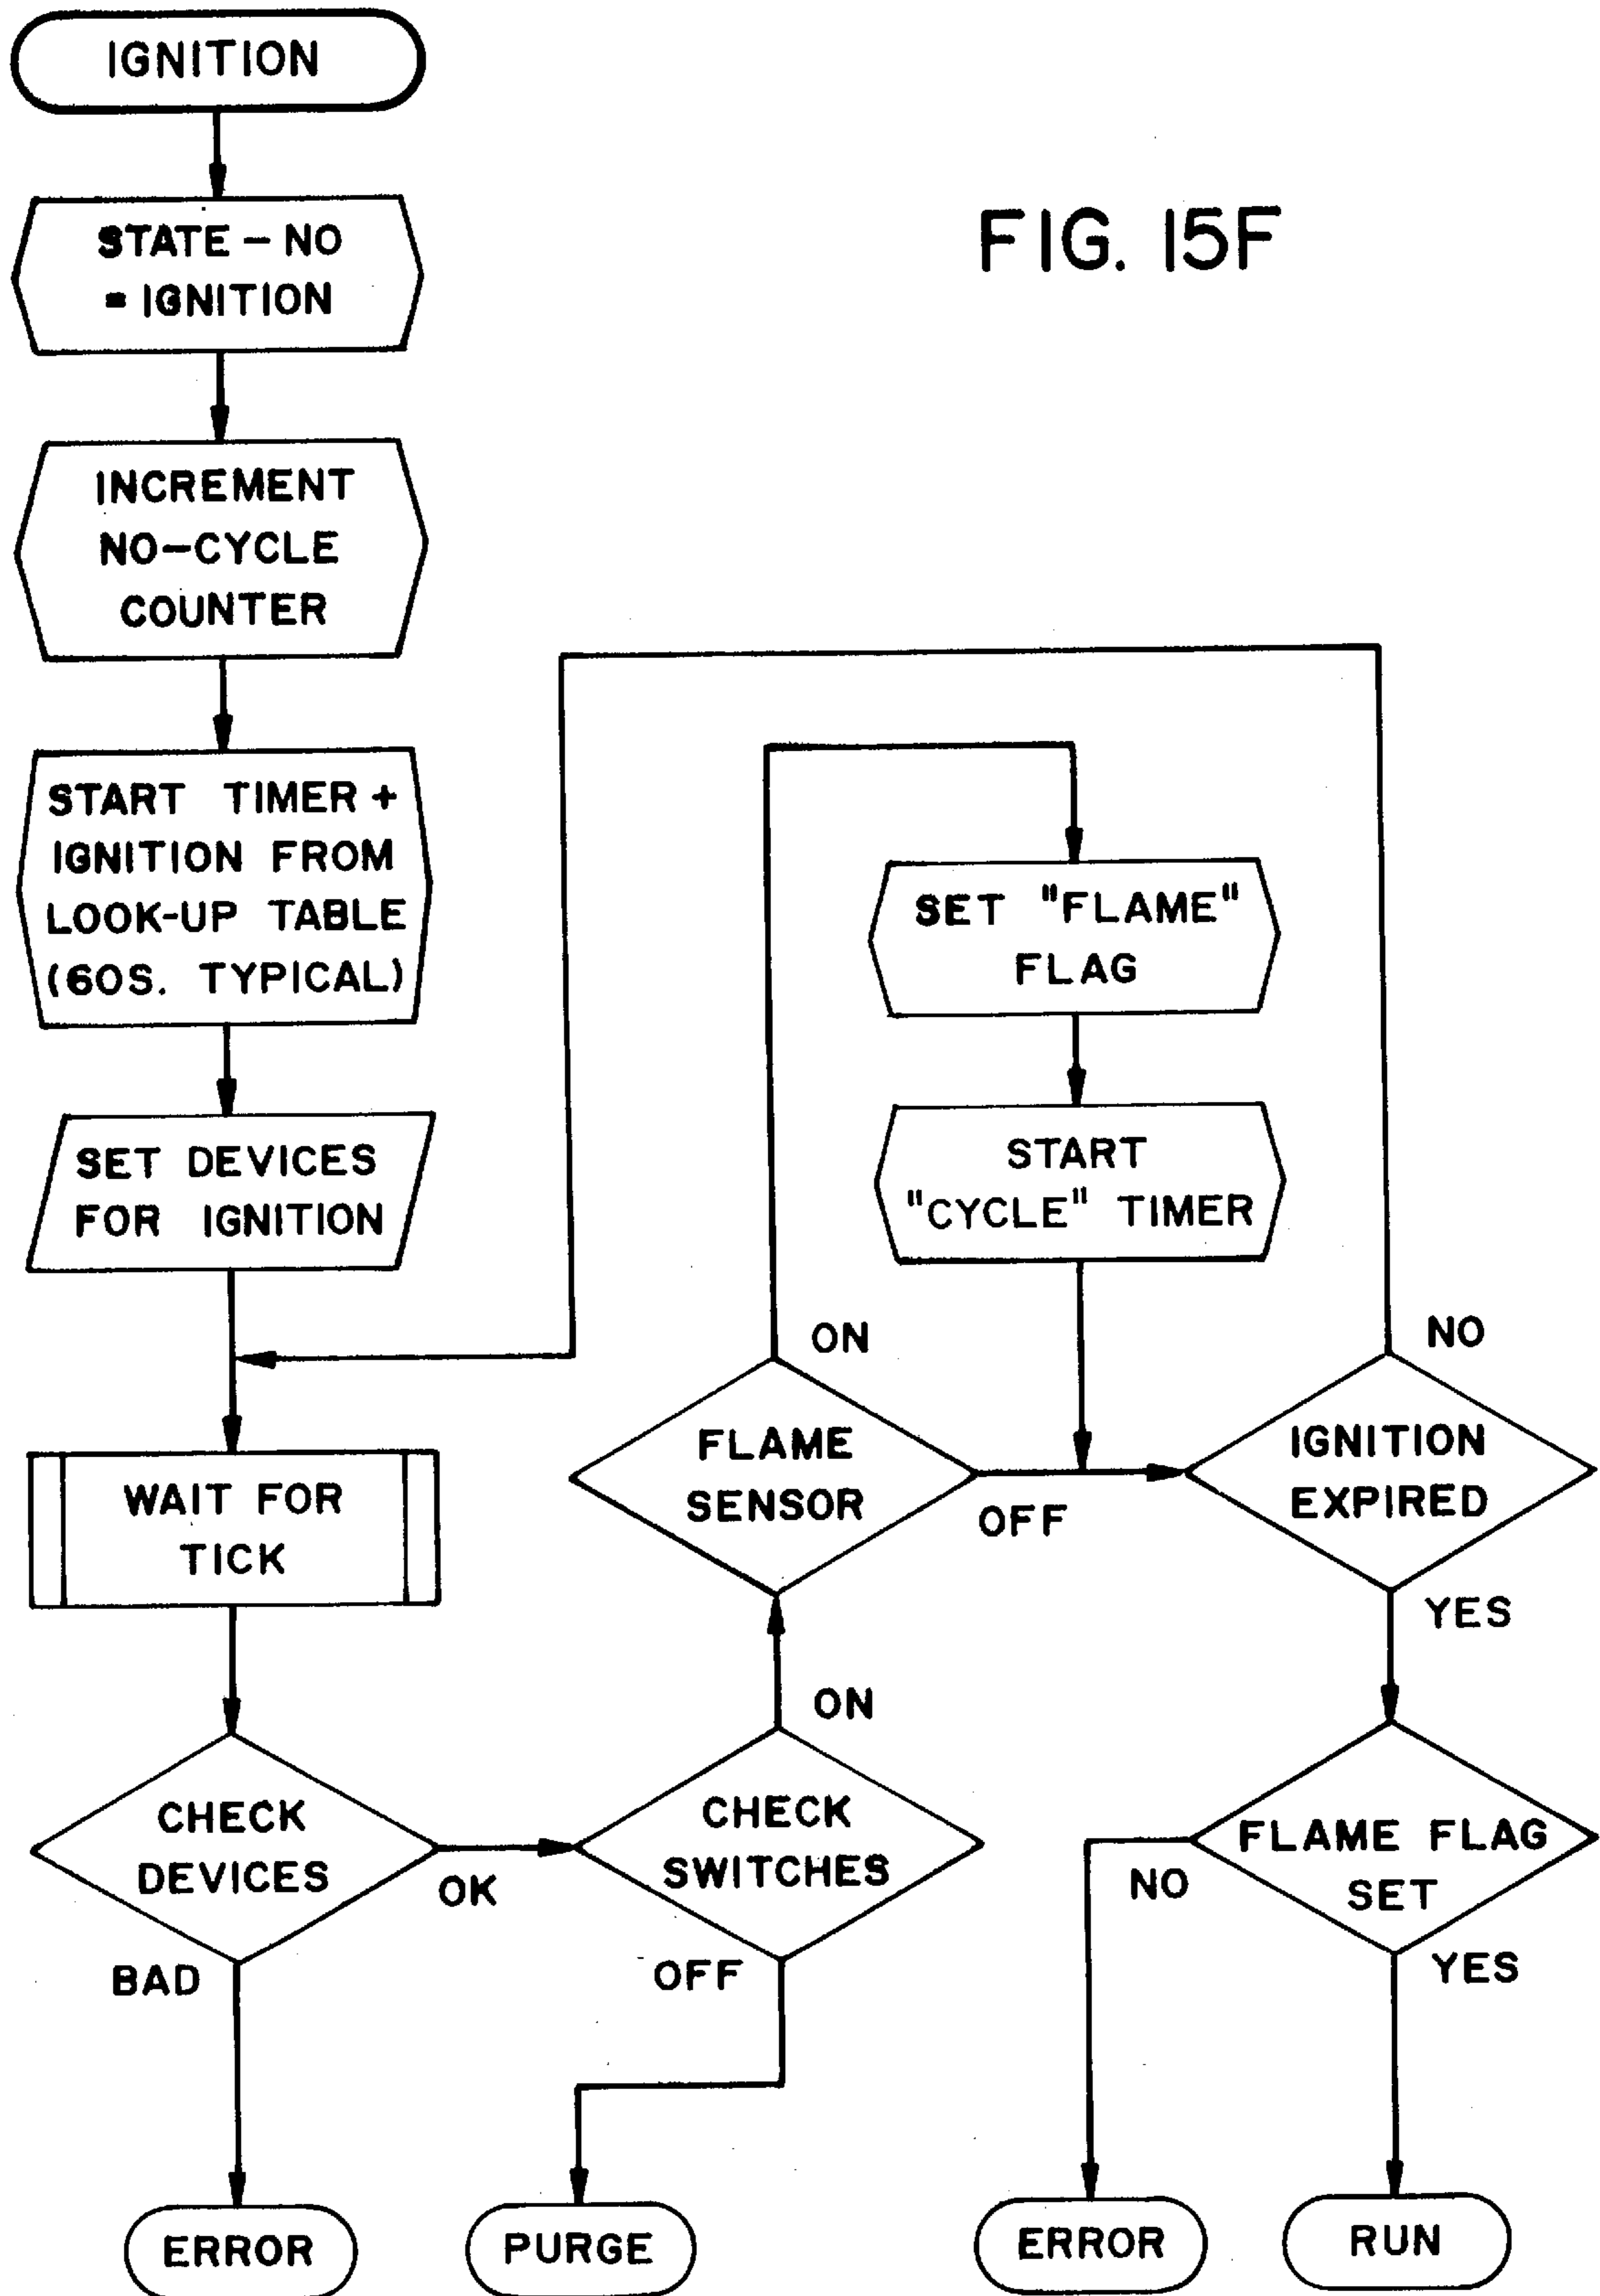 IGNITION
FIG. 15F
STATE – NO
= IGNITION
INCREMENT
NO–CYCLE
COUNTER
START TIMER +
IGNITION FROM
LOOK-UP TABLE
(60S. TYPICAL)
SET DEVICES
FOR IGNITION
WAIT FOR
TICK
CHECK
DEVICES
OK
BAD
ERROR
CHECK
SWITCHES
ON
OFF
PURGE
FLAME
SENSOR
ON
OFF
SET "FLAME"
FLAG
START
"CYCLE" TIMER
IGNITION
EXPIRED
NO
YES
FLAME FLAG
SET
NO
YES
ERROR
RUN